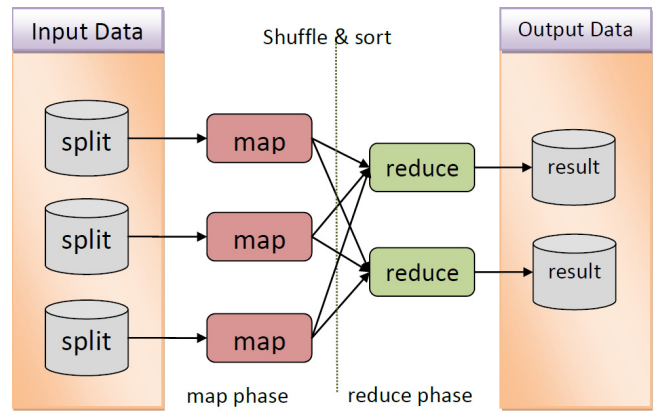 Input Data
Shuffle & sort
Output Data
split
map
reduce
result
split
map
reduce
result
split
map
map phase
reduce phase